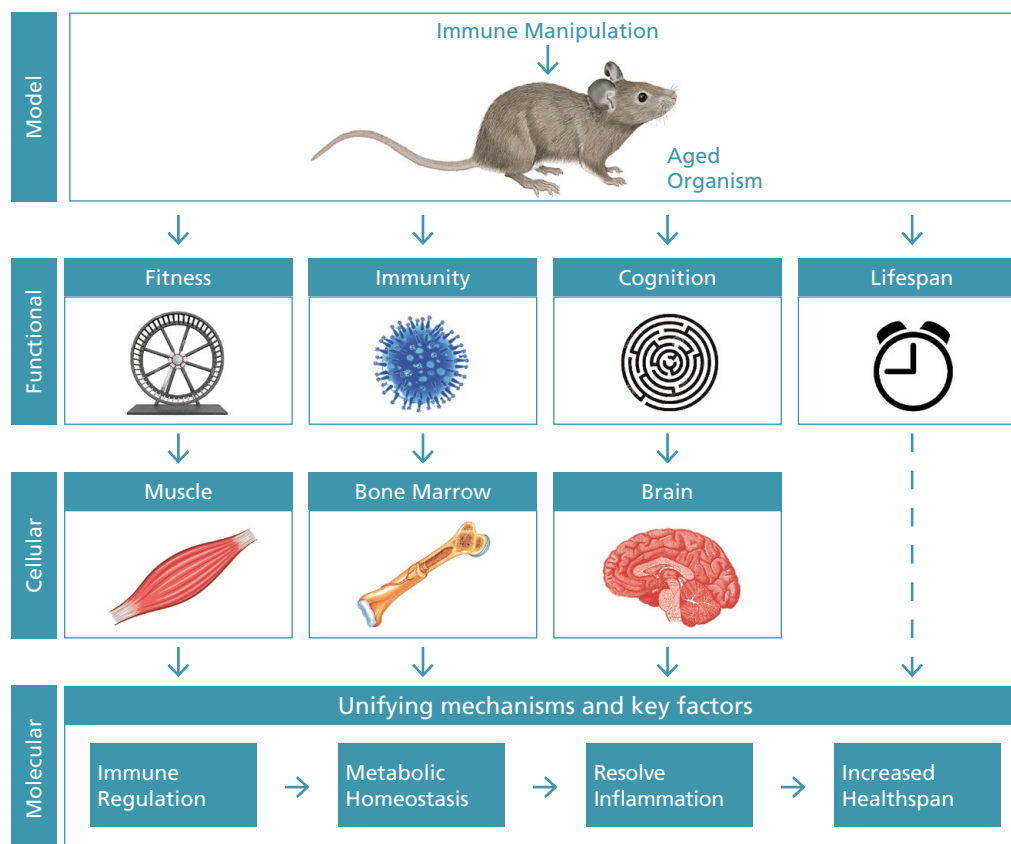 Model
Immune Manipulation
Aged
Organism
Functional
Fitness
Immunity
Cognition
Lifespan
Cellular
Muscle
Bone Marrow
Brain
Molecular
Unifying mechanisms and key factors
Immune
Regulation
Metabolic
Homeostasis
Resolve
Inflammation
Increased
Healthspan